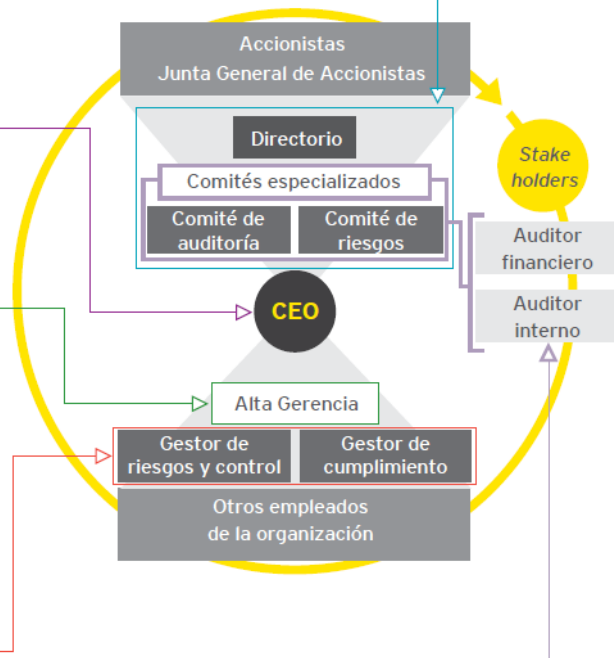 Accionistas
Junta General de Accionistas
Directorio
Stake
holders
Comités especializados
Comité de
auditoría
Comité de
riesgos
Auditor
financiero
Auditor
interno
CEO
Alta Gerencia
Gestor de
riesgos y control
Gestor de
cumplimiento
Otros empleados
de la organización